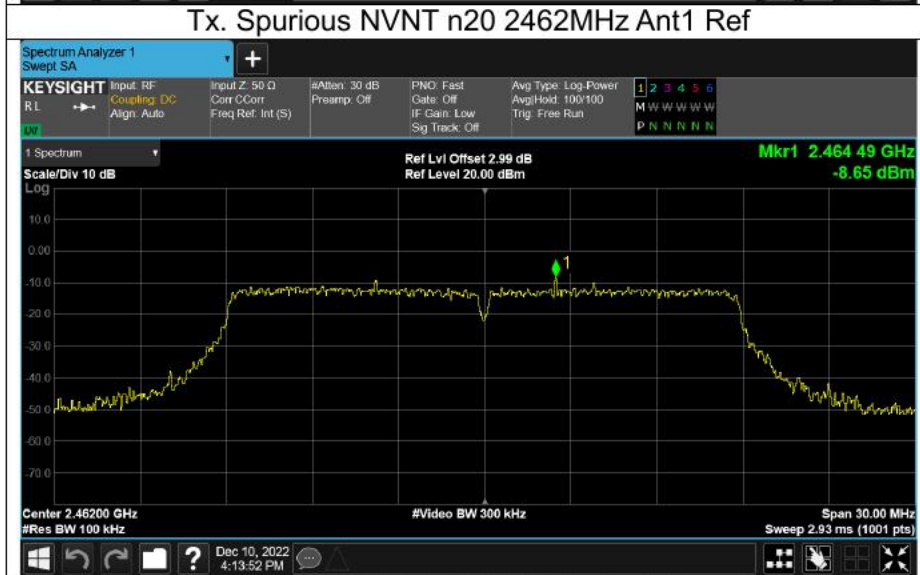 Tx. Spurious NVNT n20 2462MHz Ant1 Ref
Spectrum Analyzer 1
Swept SA
+
KEYSIGHT Input: RF Input Z: 50 Ω #Atten: 30 dB PNO: Fast Avg Type: Log-Power 1 2 3 4 5 6
R L Coupling: DC Corr CCorr Preamp: Off Gate: Off Avg|Hold: 100/100 M W W W W W
Align: Auto Freq Ref: Int (S) IF Gain: Low Trig: Free Run
Sig Track: Off P N N N N N
1 Spectrum
Ref Lvl Offset 2.99 dB Mkr1 2.464 49 GHz
Scale/Div 10 dB Ref Level 20.00 dBm -8.65 dBm
Log
10.0
0.00
1
-10.0
-20.0
-30.0
-40.0
-50.0
-60.0
-70.0
Center 2.46200 GHz #Video BW 300 kHz Span 30.00 MHz
#Res BW 100 kHz Sweep 2.93 ms (1001 pts)
? Dec 10, 2022
4:13:52 PM